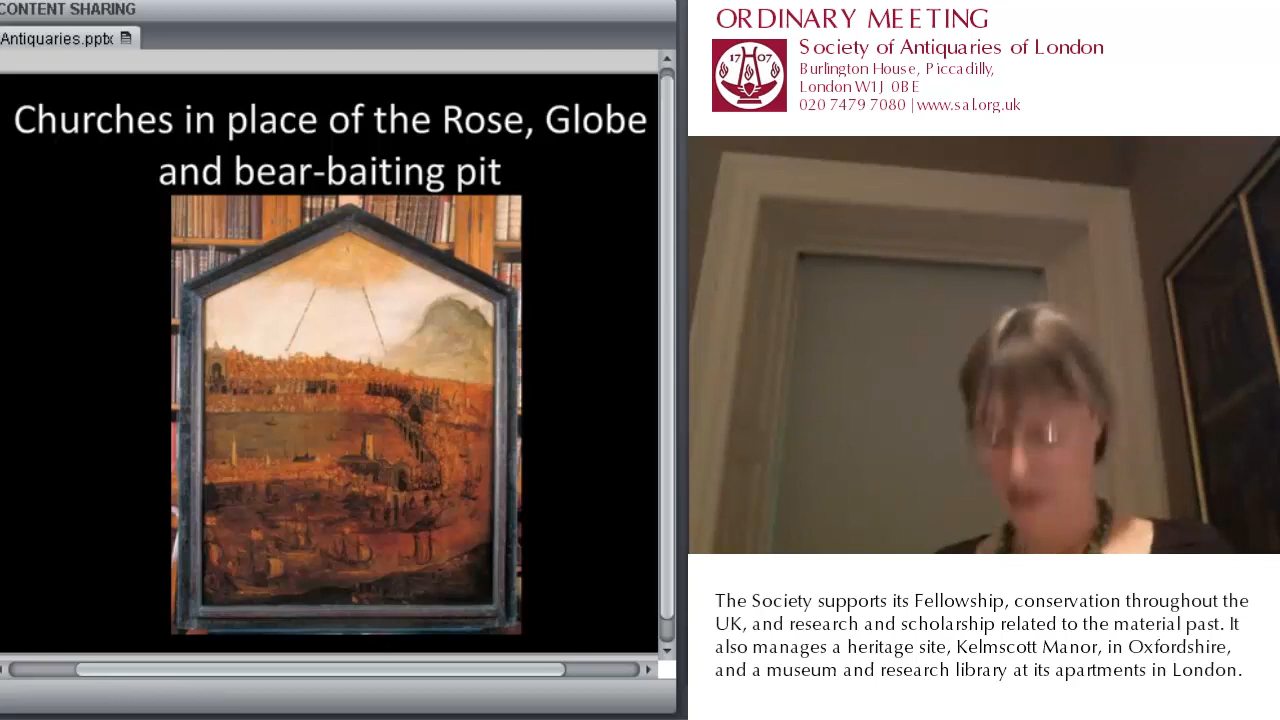 CONTENT SHARING
Antiquaries.pptx
Churches in place of the Rose, Globe
and bear-baiting pit
ORDINARY MEETING
Society of Antiquaries of London
Burlington House, Piccadilly,
London W1J 0BE
020 7479 7080 | www.sal.org.uk
17 07
The Society supports its Fellowship, conservation throughout the
UK, and research and scholarship related to the material past. It
also manages a heritage site, Kelmscott Manor, in Oxfordshire,
and a museum and research library at its apartments in London.